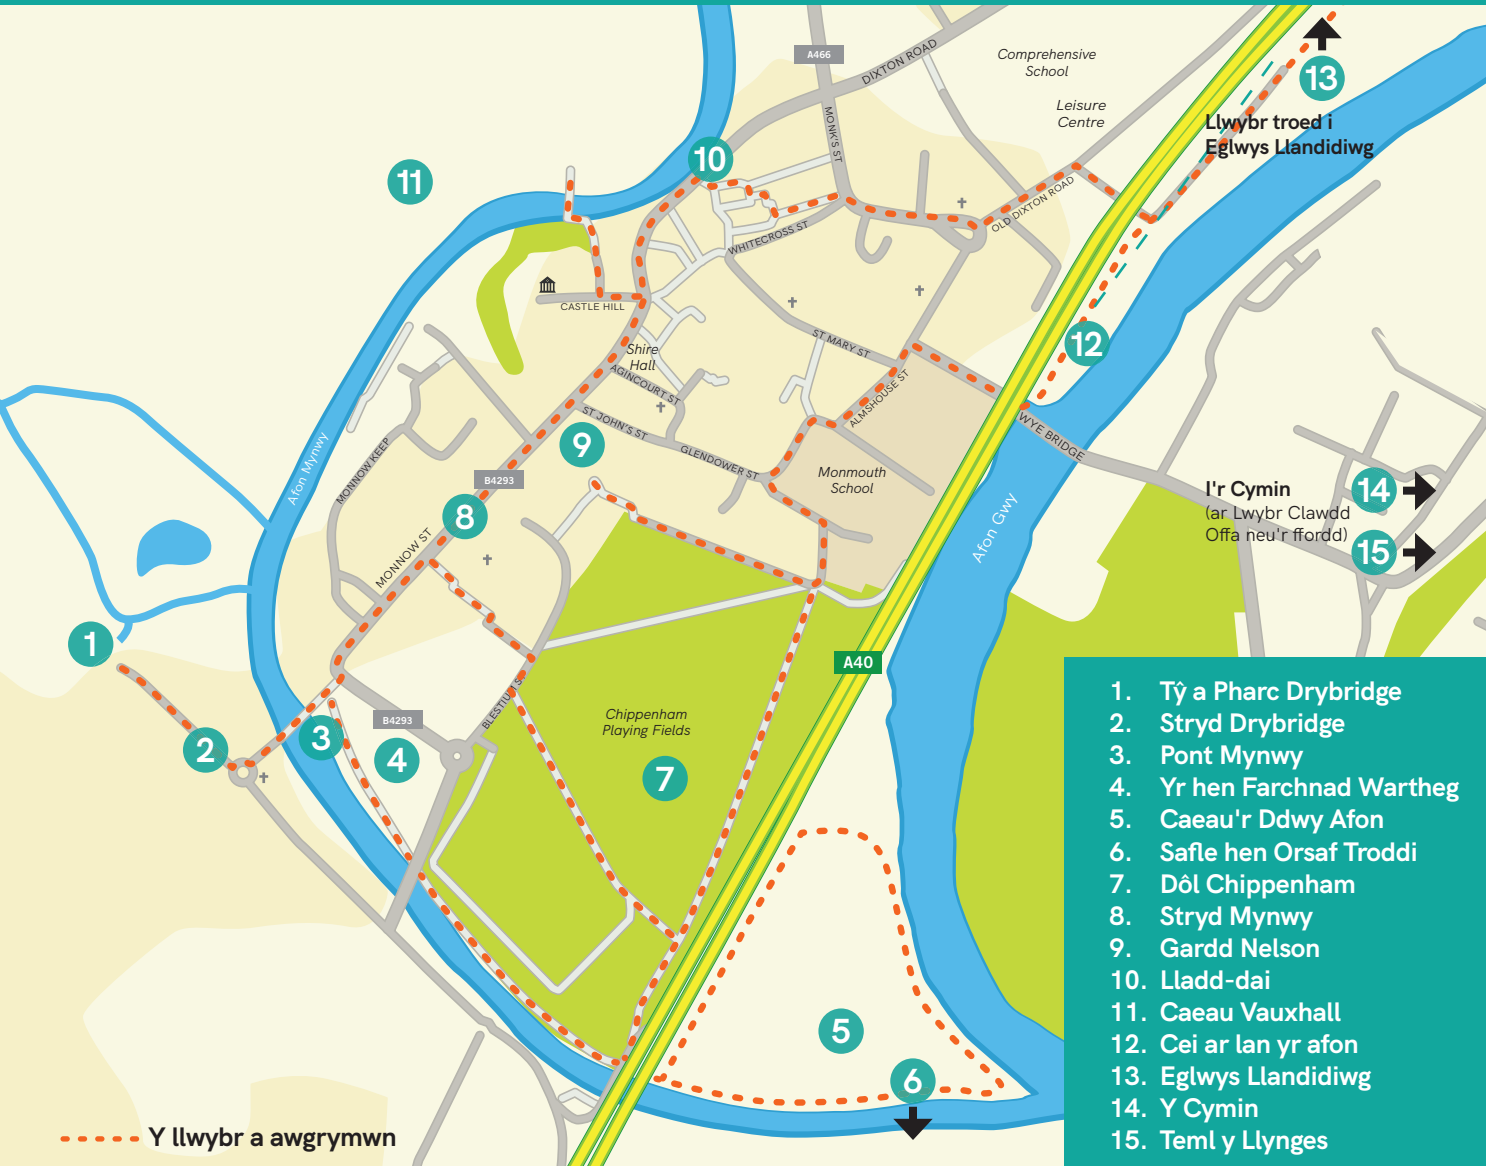 A466
DIXTON ROAD
Comprehensive
School
Leisure
Centre
13
Llwybr troed i
Eglwys Llandidiwg
MONK'S ST
10
11
OLD DIXTON ROAD
WHITECROSS ST
CASTLE HILL
Shire
Hall
ST MARY ST
12
AGINCOURT ST
ALMSHOUSE ST
ST JOHN'S ST
WYE BRIDGE
9
GLENDOWER ST
Monmouth
School
Afon Mynwy
MONNOW KEEP
B4293
8
Afon Gwy
I'r Cymin
(ar Lwybr Clawdd
Offa neu'r ffordd)
14
15
MONNOW ST
1
A40
BLESTIUM ST
B4293
Chippenham
Playing Fields
2
3
4
7
5
6
1. Tŷ a Pharc Drybridge
2. Stryd Drybridge
3. Pont Mynwy
4. Yr hen Farchnad Wartheg
5. Caeau'r Ddwy Afon
6. Safle hen Orsaf Troddi
7. Dôl Chippenham
8. Stryd Mynwy
9. Gardd Nelson
10. Lladd-dai
11. Caeau Vauxhall
12. Cei ar lan yr afon
13. Eglwys Llandidiwg
14. Y Cymin
15. Teml y Llynges
Y llwybr a awgrymwn